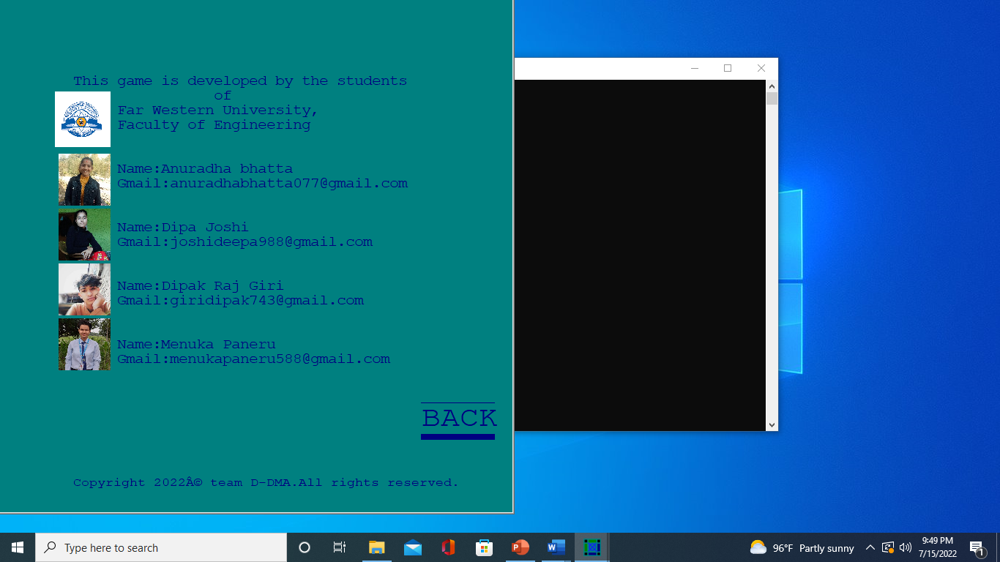 This game is developed by the students
of
Far Western University,
Faculty of Engineering
Name:Anuradha bhatta
Gmail:anuradhabhatta077@gmail.com
Name:Dipa Joshi
Gmail:joshideepa988@gmail.com
Name:Dipak Raj Giri
Gmail:giridipak743@gmail.com
Name:Menuka Paneru
Gmail:menukapaneru588@gmail.com
BACK
Copyright 2022Â© team D-DMA.All rights reserved.
Type here to search
96°F Partly sunny
9:49 PM
7/15/2022
1